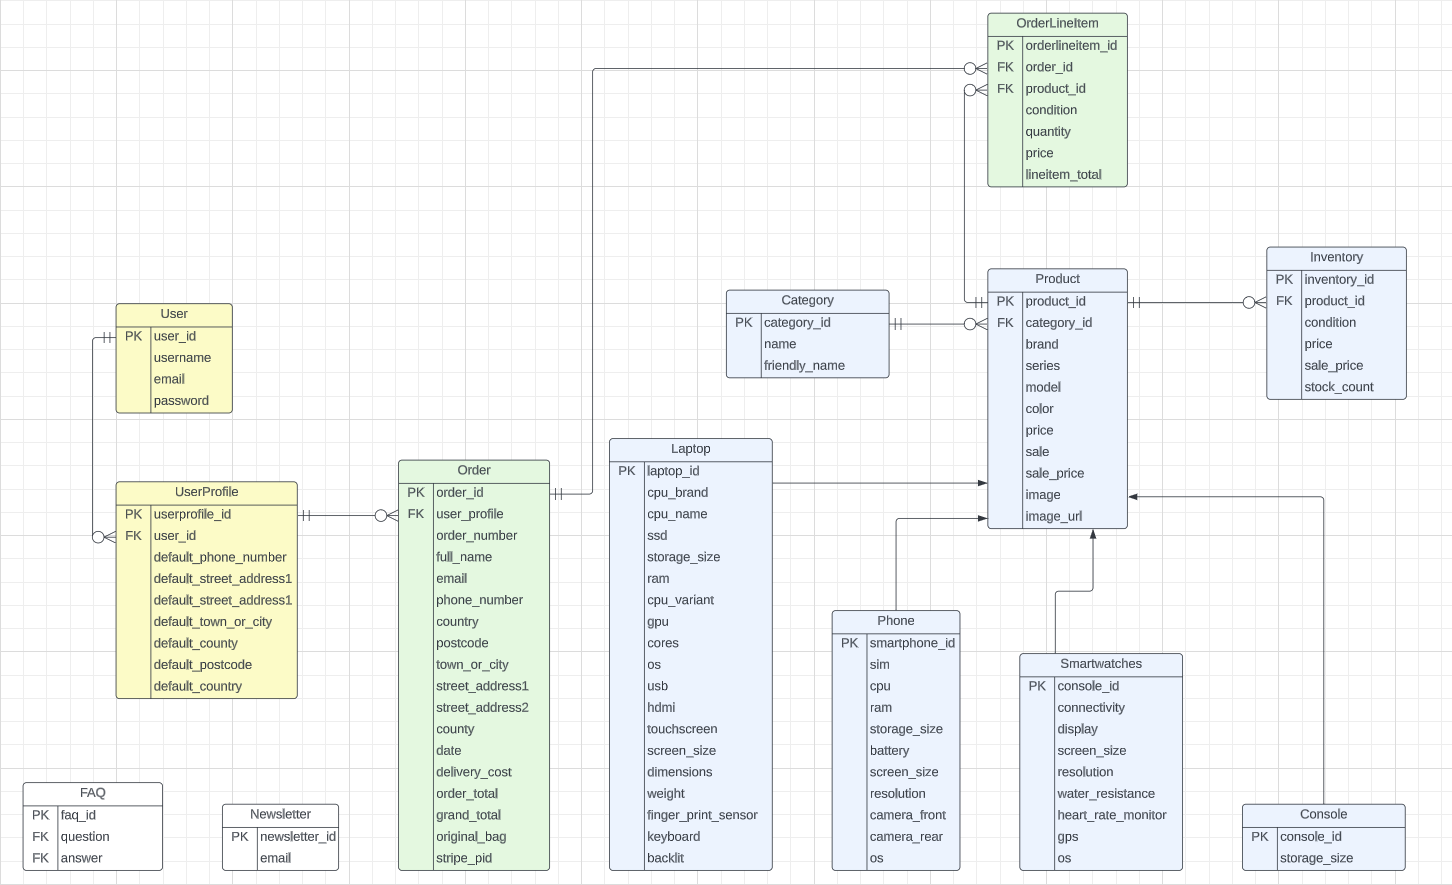 OrderLineItem
PK orderlineitem_id
FK order_id
FK product_id
condition
quantity
price
lineitem_total
Inventory
PK inventory_id
FK product_id
condition
price
sale_price
stock_count
Product
PK product_id
FK category_id
brand
series
model
color
price
sale
sale_price
image
image_url
Category
PK category_id
name
friendly_name
User
PK user_id
username
email
password
UserProfile
PK userprofile_id
FK user_id
default_phone_number
default_street_address1
default_street_address1
default_town_or_city
default_county
default_postcode
default_country
Order
PK order_id
FK user_profile
order_number
full_name
email
phone_number
country
postcode
town_or_city
street_address1
street_address2
county
date
delivery_cost
order_total
grand_total
original_bag
stripe_pid
Laptop
PK laptop_id
cpu_brand
cpu_name
ssd
storage_size
ram
cpu_variant
gpu
cores
os
usb
hdmi
touchscreen
screen_size
dimensions
weight
finger_print_sensor
keyboard
backlit
Phone
PK smartphone_id
sim
cpu
ram
storage_size
battery
screen_size
resolution
camera_front
camera_rear
os
Smartwatches
PK console_id
connectivity
display
screen_size
resolution
water_resistance
heart_rate_monitor
gps
os
Console
PK console_id
storage_size
FAQ
PK faq_id
FK question
FK answer
Newsletter
PK newsletter_id
email